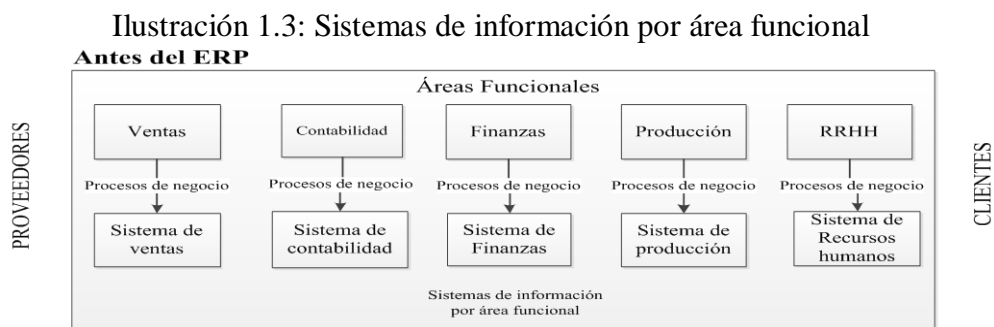 Ilustración 1.3: Sistemas de información por área funcional
Antes del ERP
Áreas Funcionales
PROVEEDORES
Ventas
Contabilidad
Finanzas
Producción
RRHH
CLIENTES
Procesos de negocio
Procesos de negocio
Procesos de negocio
Procesos de negocio
Procesos de negocio
Sistema de
ventas
Sistema de
contabilidad
Sistema de
Finanzas
Sistema de
producción
Sistema de
Recursos
humanos
Sistemas de información
por área funcional